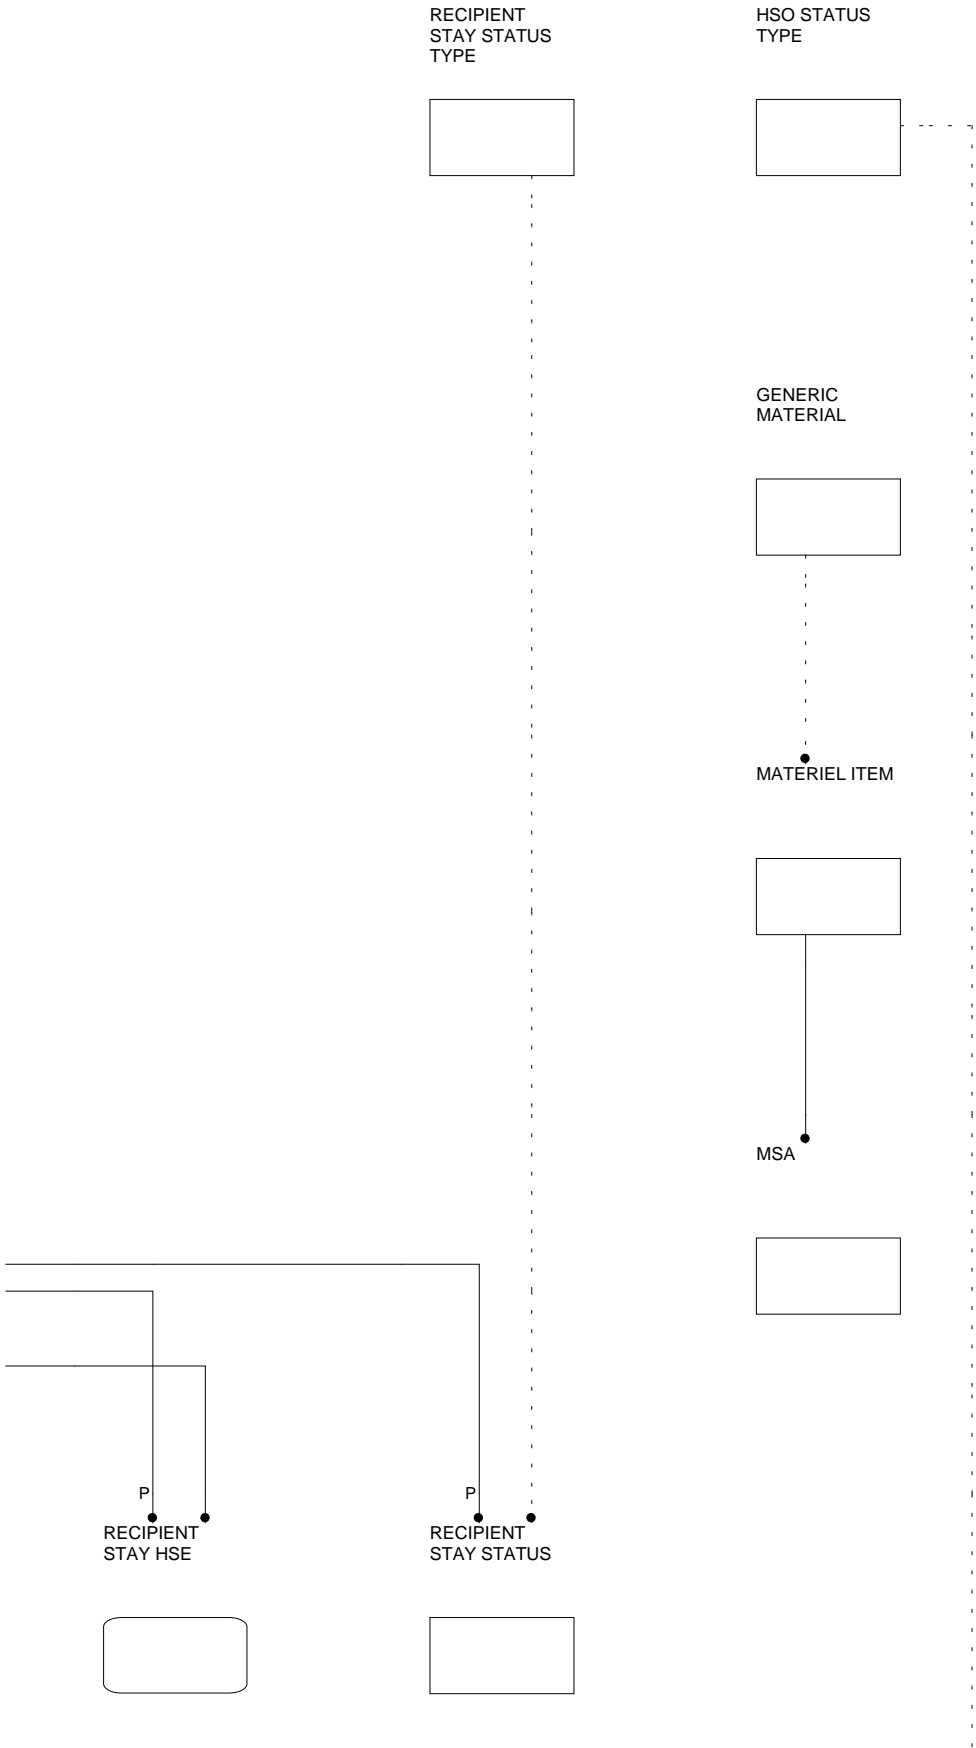 RECIPIENT
STAY STATUS
TYPE
HSO STATUS
TYPE
GENERIC
MATERIAL
MATERIEL ITEM
MSA
P
RECIPIENT
STAY HSE
P
RECIPIENT
STAY STATUS